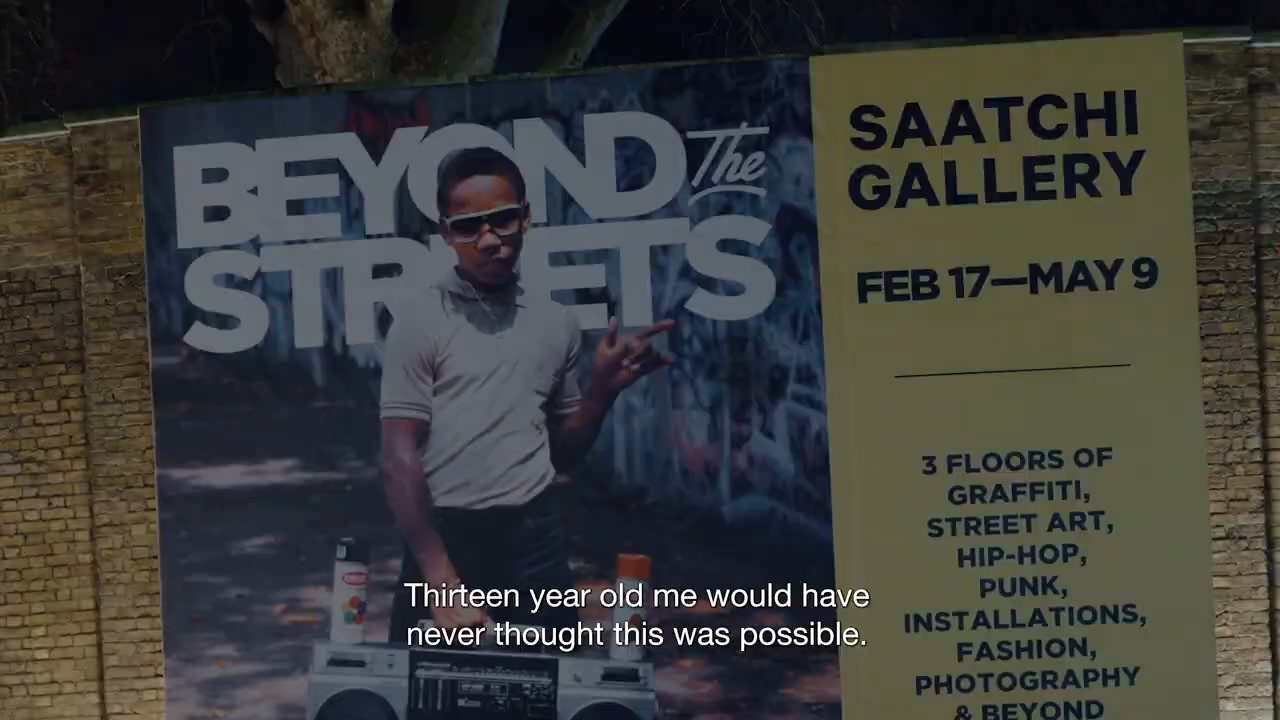 BEYOND The
STREETS
SAATCHI
GALLERY
FEB 17—MAY 9
3 FLOORS OF
GRAFFITI,
STREET ART,
HIP-HOP,
PUNK,
INSTALLATIONS,
FASHION,
PHOTOGRAPHY
& BEYOND
Thirteen year old me would have
never thought this was possible.